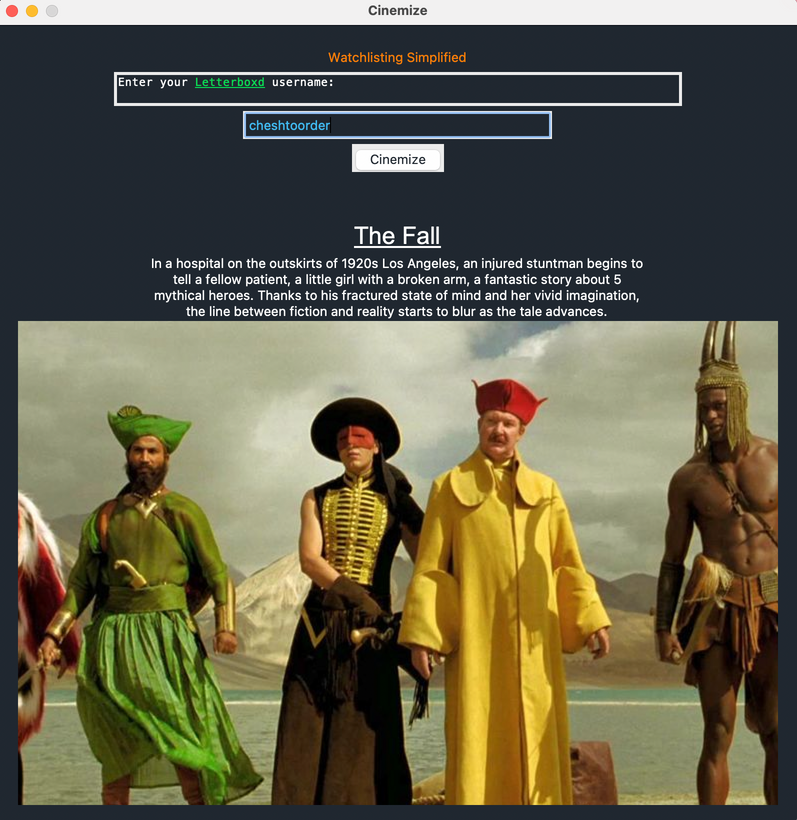 Cinemize
Watchlisting Simplified
Enter your Letterboxd username:
cheshtoorder
Cinemize
The Fall
In a hospital on the outskirts of 1920s Los Angeles, an injured stuntman begins to
tell a fellow patient, a little girl with a broken arm, a fantastic story about 5
mythical heroes. Thanks to his fractured state of mind and her vivid imagination,
the line between fiction and reality starts to blur as the tale advances.